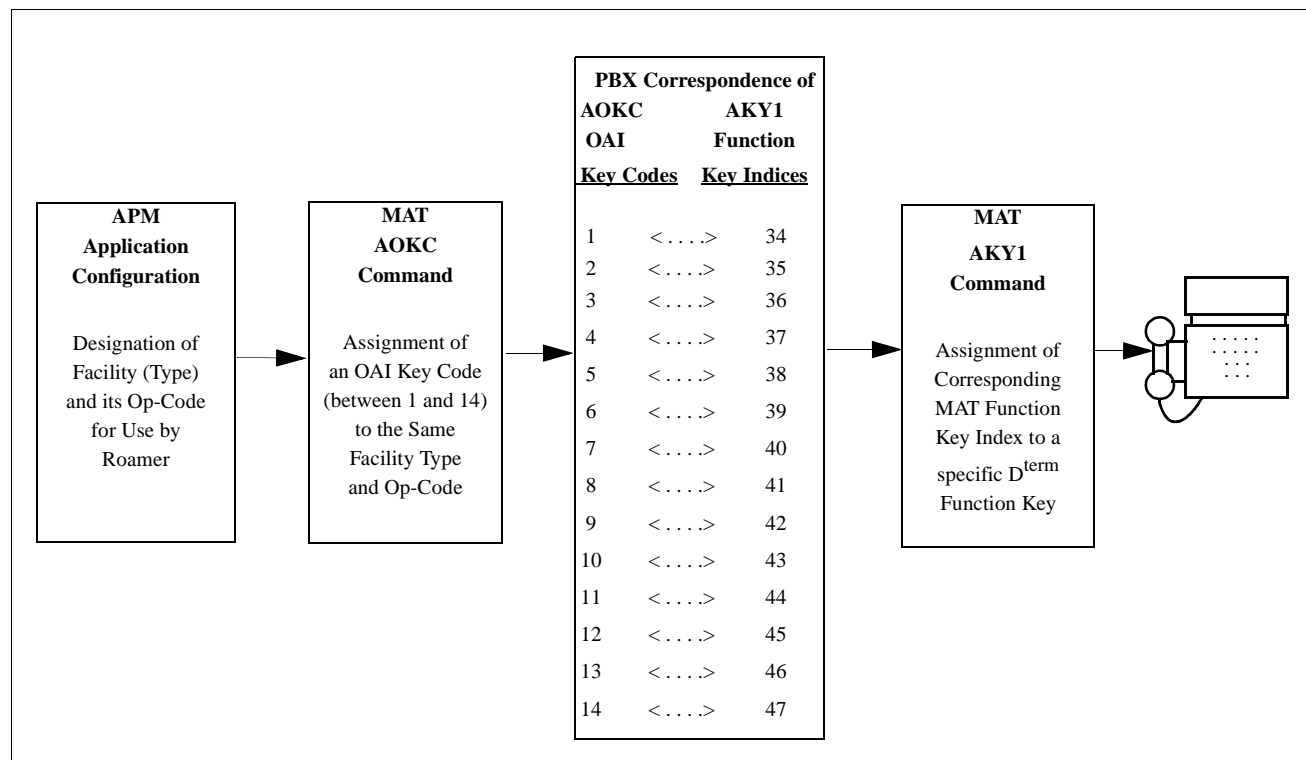 APM
Application
Configuration
Designation of
Facility (Type)
and its Op-Code
for Use by
Roamer
MAT
AOKC
Command
Assignment of
an OAI Key Code
(between 1 and 14)
to the Same
Facility Type
and Op-Code
PBX Correspondence of
AOKC AKY1
OAI Function
Key Codes Key Indices
1 <....> 34
2 <....> 35
3 <....> 36
4 <....> 37
5 <....> 38
6 <....> 39
7 <....> 40
8 <....> 41
9 <....> 42
10 <....> 43
11 <....> 44
12 <....> 45
13 <....> 46
14 <....> 47
MAT
AKY1
Command
Assignment of
Corresponding
MAT Function
Key Index to a
specific Dterm
Function Key